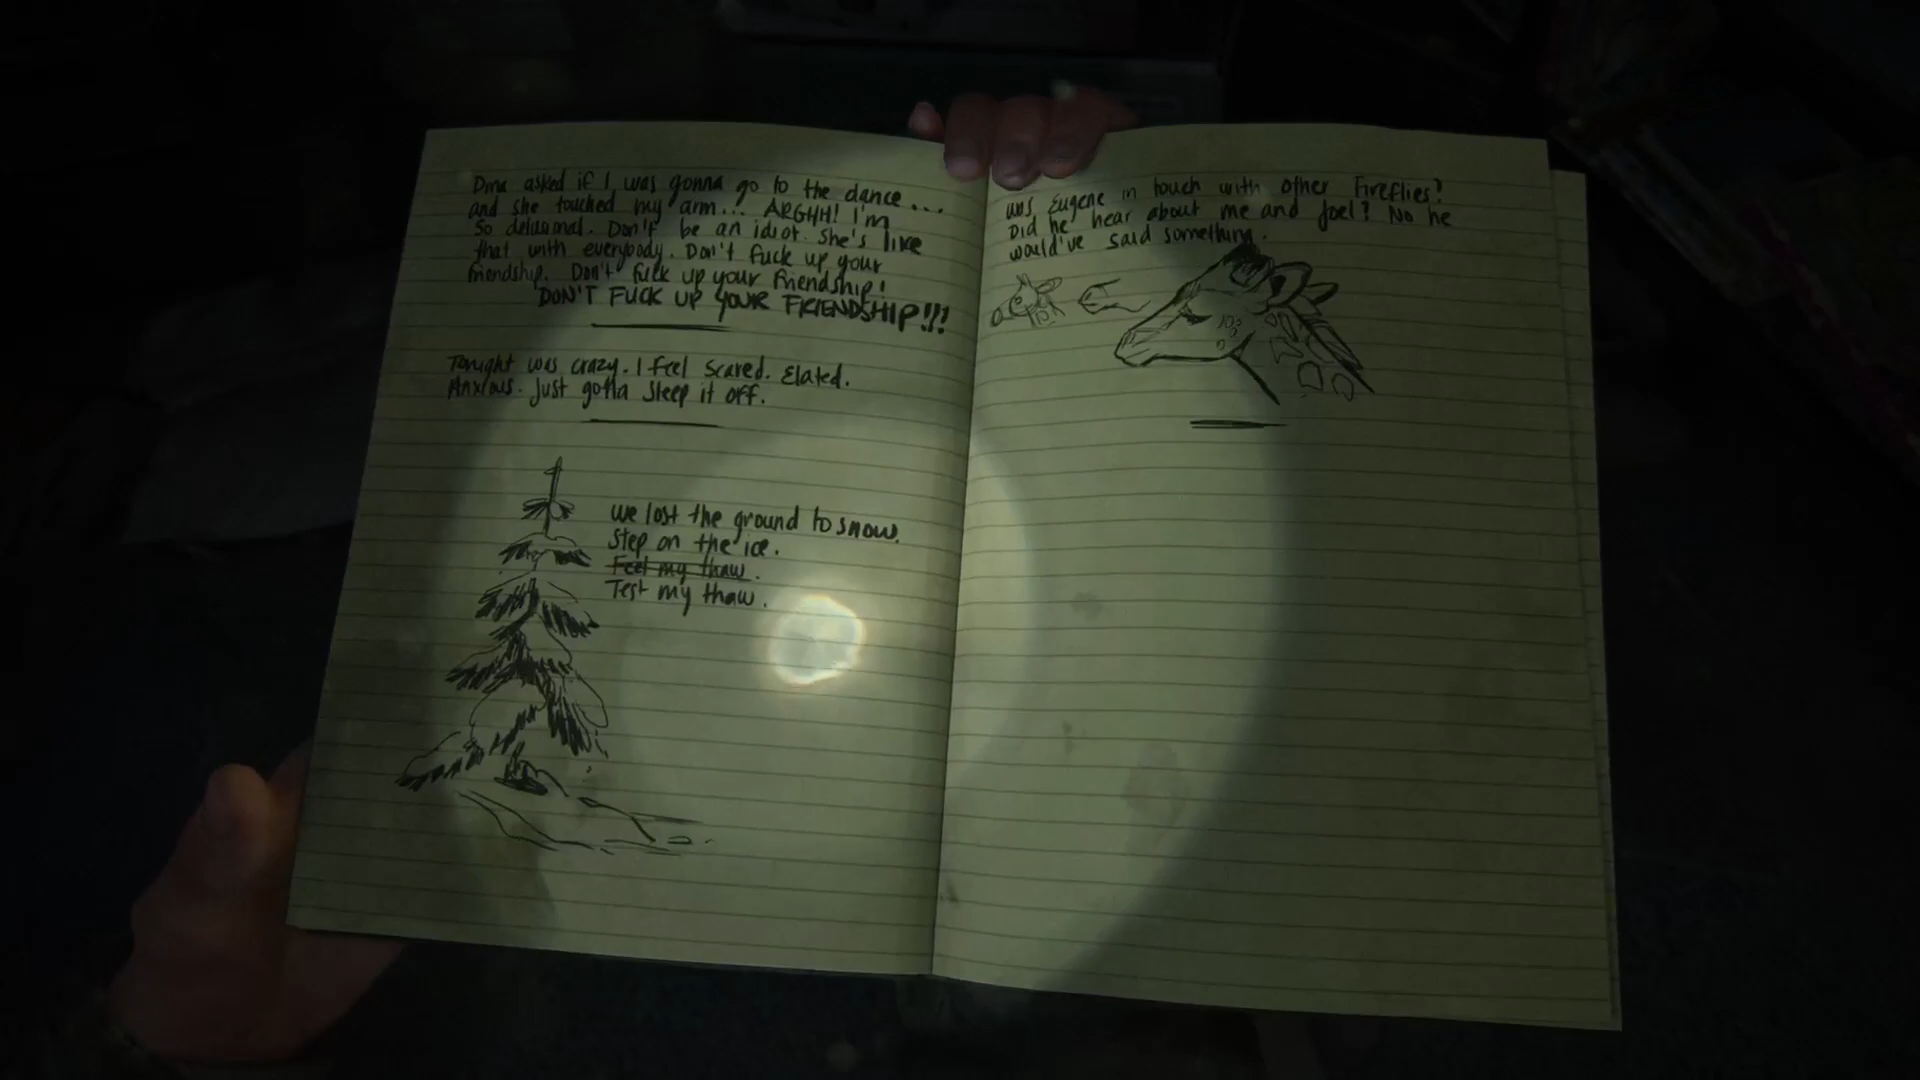 Dina asked if I was gonna go to the dance...
and she touched my arm... ARGHH! I'm
so delusional. Don't be an idiot. She's like
that with everybody. Don't fuck up your
friendship. Don't fuck up your friendship!
DON'T FUCK UP YOUR FRIENDSHIP!!!
Tonight was crazy. I feel scared. Elated.
Anxious. Just gotta sleep it off.
We lost the ground to snow.
Step on the ice.
Feel my thaw.
Test my thaw.
Was Eugene in touch with other Fireflies?
Did he hear about me and Joel? No he
would've said something.